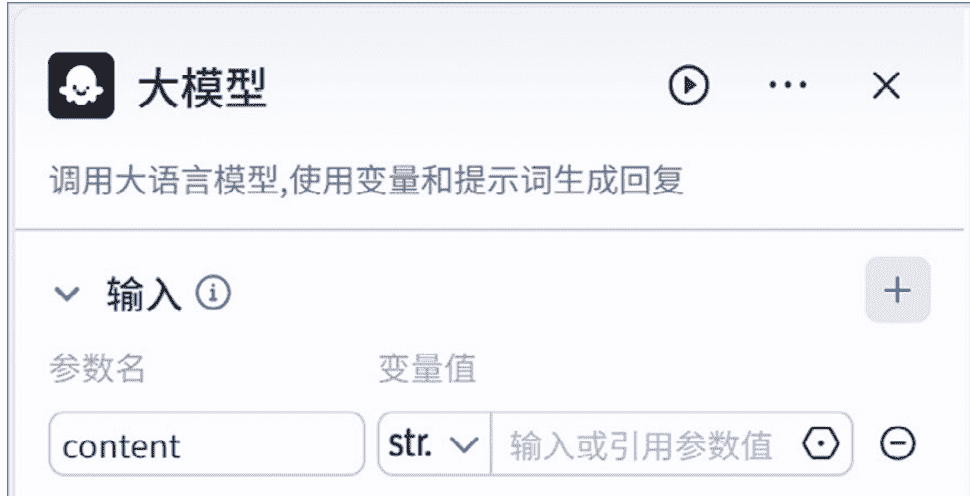 大模型
调用大语言模型,使用变量和提示词生成回复
输入
参数名 变量值
content str. 输入或引用参数值